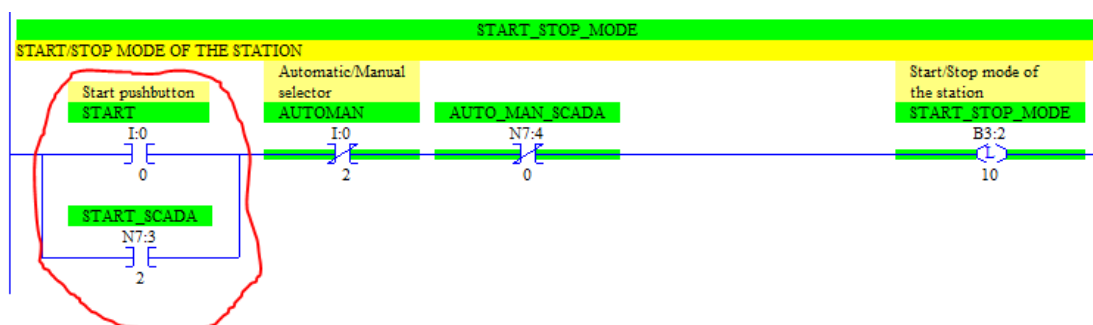 START_STOP_MODE
START/STOP MODE OF THE STATION
Start pushbutton
START
I:0
0
Automatic/Manual
selector
AUTOMAN
I:0
2
AUTO_MAN_SCADA
N7:4
0
Start/Stop mode of
the station
START_STOP_MODE
B3:2
L
10
START_SCADA
N7:3
2